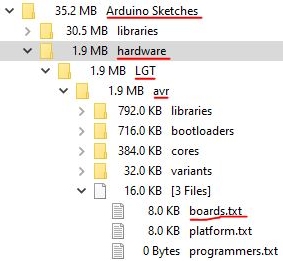 35.2 MB Arduino Sketches
30.5 MB libraries
1.9 MB hardware
1.9 MB LGT
1.9 MB avr
792.0 KB libraries
716.0 KB bootloaders
384.0 KB cores
32.0 KB variants
16.0 KB [3 Files]
8.0 KB boards.txt
8.0 KB platform.txt
0 Bytes programmers.txt